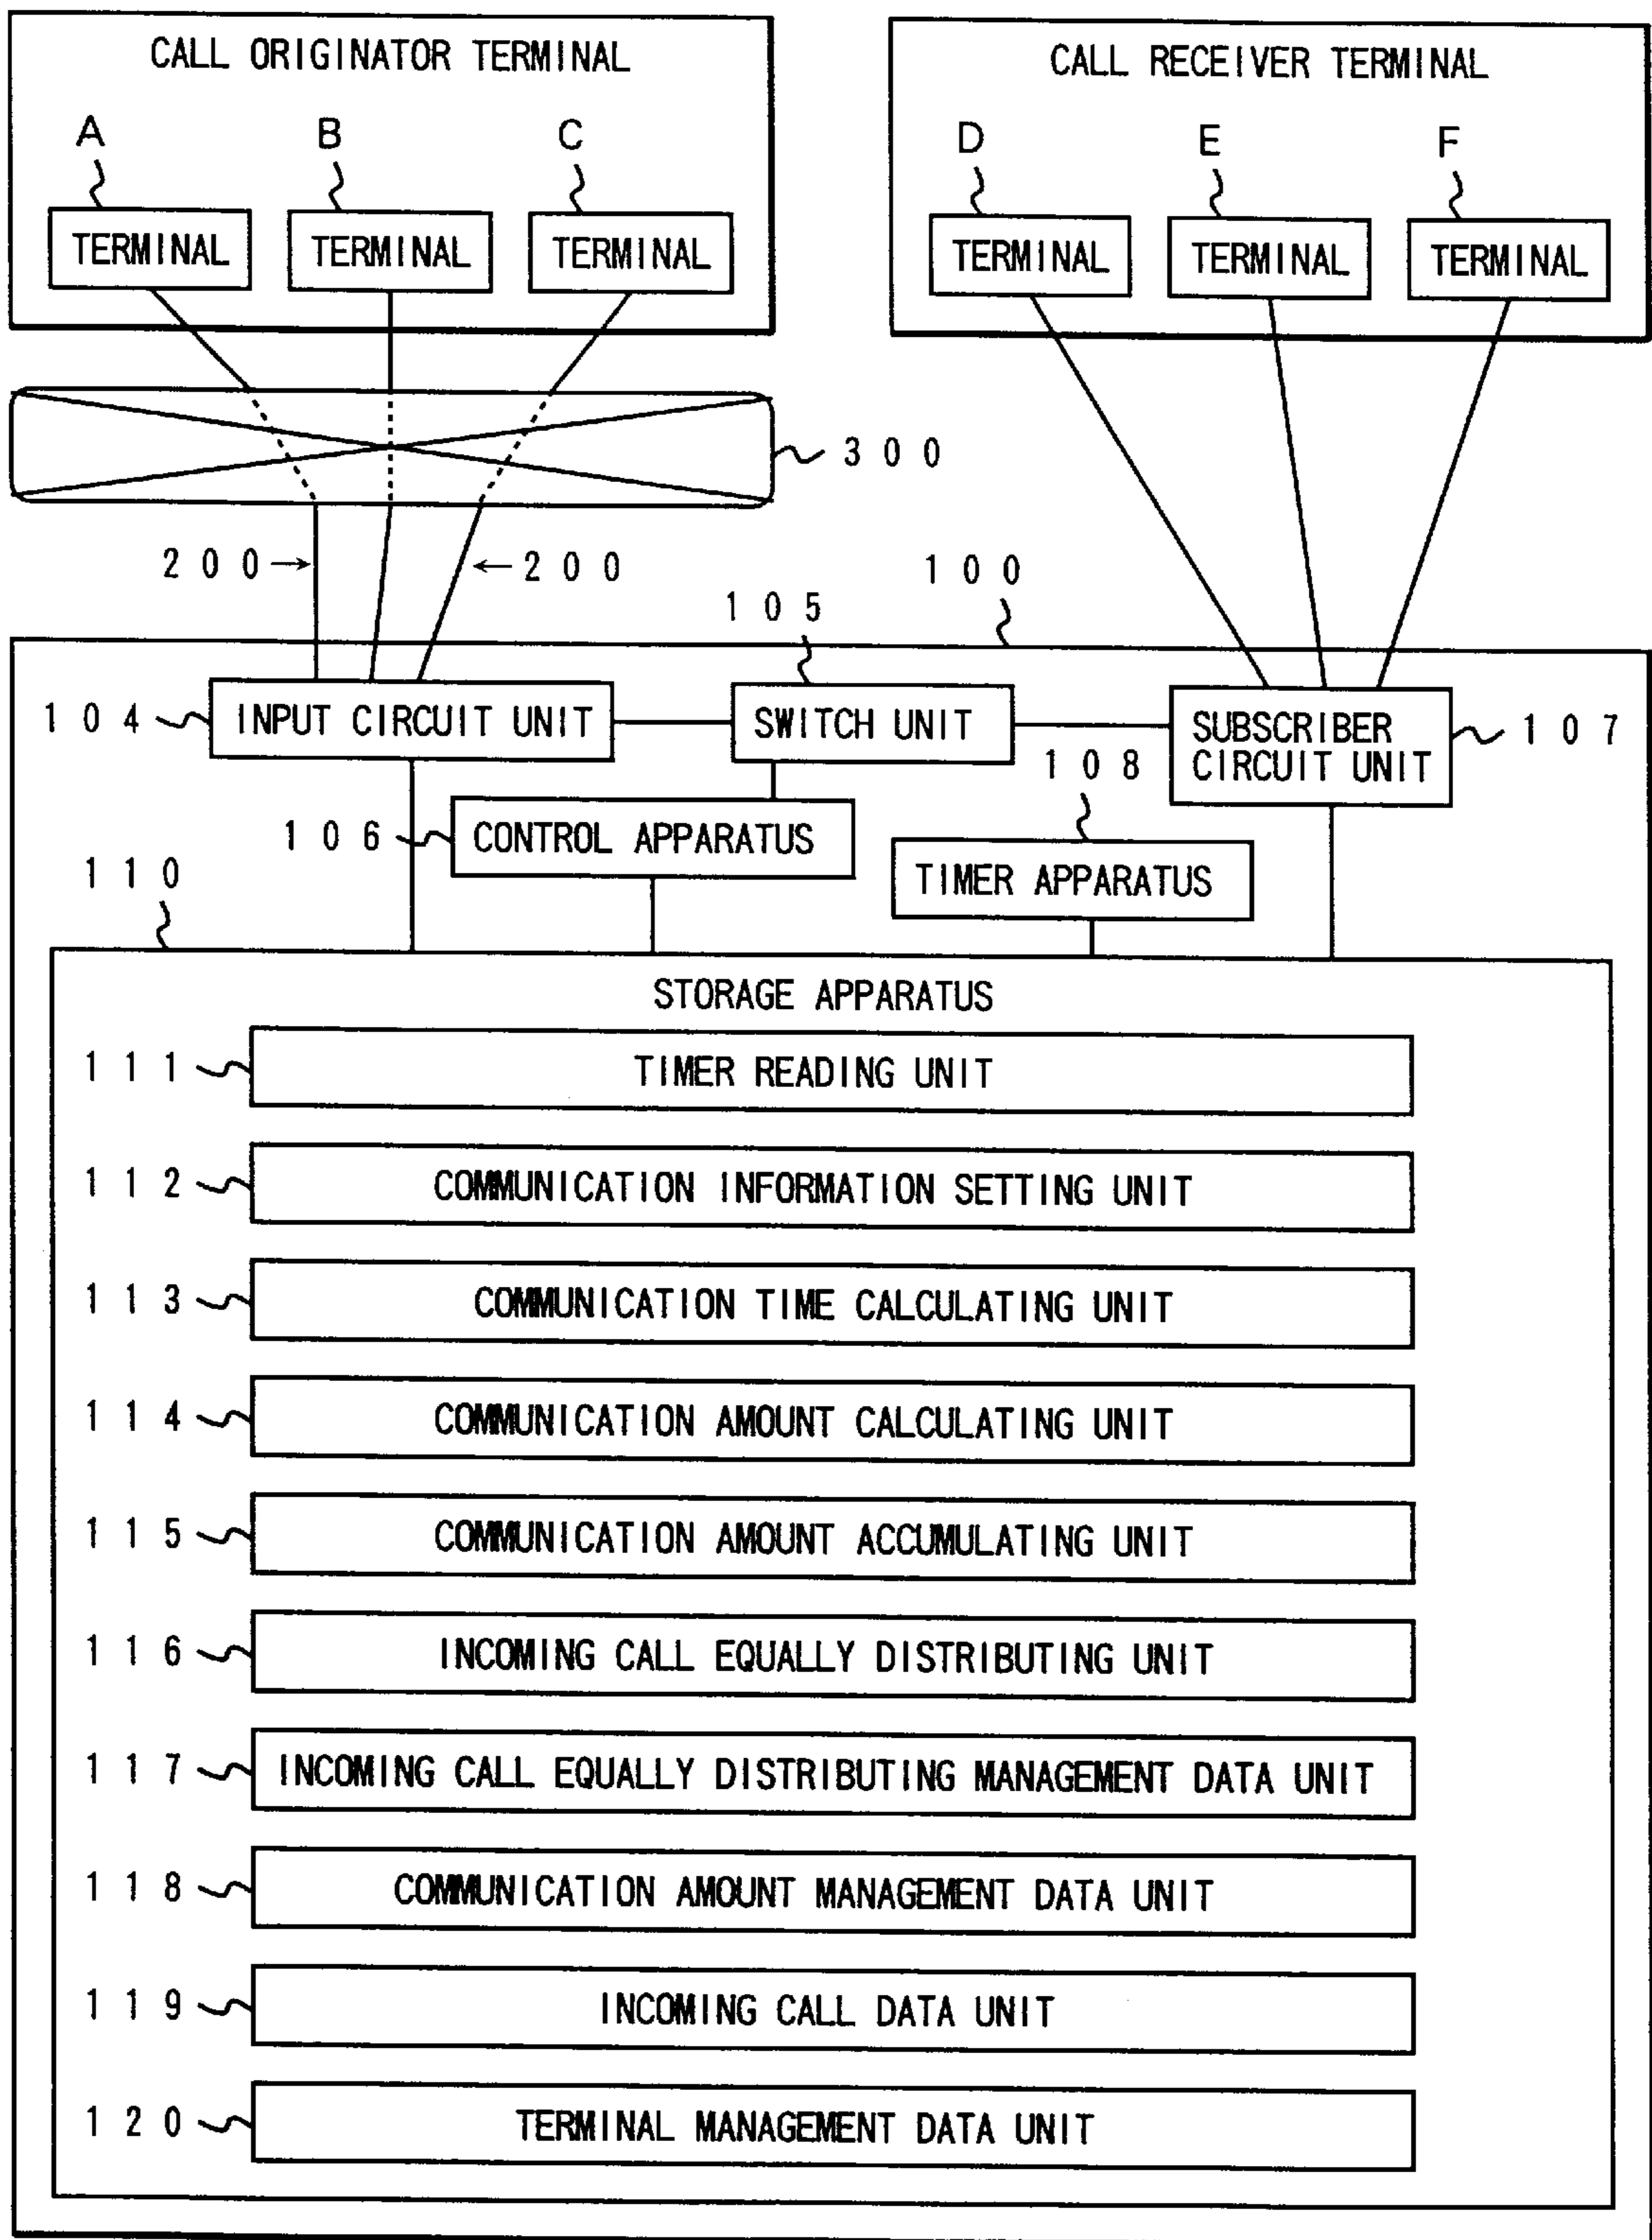 CALL ORIGINATOR TERMINAL
A
B
C
TERMINAL
TERMINAL
TERMINAL
CALL RECEIVER TERMINAL
D
E
F
TERMINAL
TERMINAL
TERMINAL
300
200→
←200
100
105
104
INPUT CIRCUIT UNIT
SWITCH UNIT
SUBSCRIBER
CIRCUIT UNIT
107
108
106
CONTROL APPARATUS
TIMER APPARATUS
110
STORAGE APPARATUS
111
TIMER READING UNIT
112
COMMUNICATION INFORMATION SETTING UNIT
113
COMMUNICATION TIME CALCULATING UNIT
114
COMMUNICATION AMOUNT CALCULATING UNIT
115
COMMUNICATION AMOUNT ACCUMULATING UNIT
116
INCOMING CALL EQUALLY DISTRIBUTING UNIT
117
INCOMING CALL EQUALLY DISTRIBUTING MANAGEMENT DATA UNIT
118
COMMUNICATION AMOUNT MANAGEMENT DATA UNIT
119
INCOMING CALL DATA UNIT
120
TERMINAL MANAGEMENT DATA UNIT